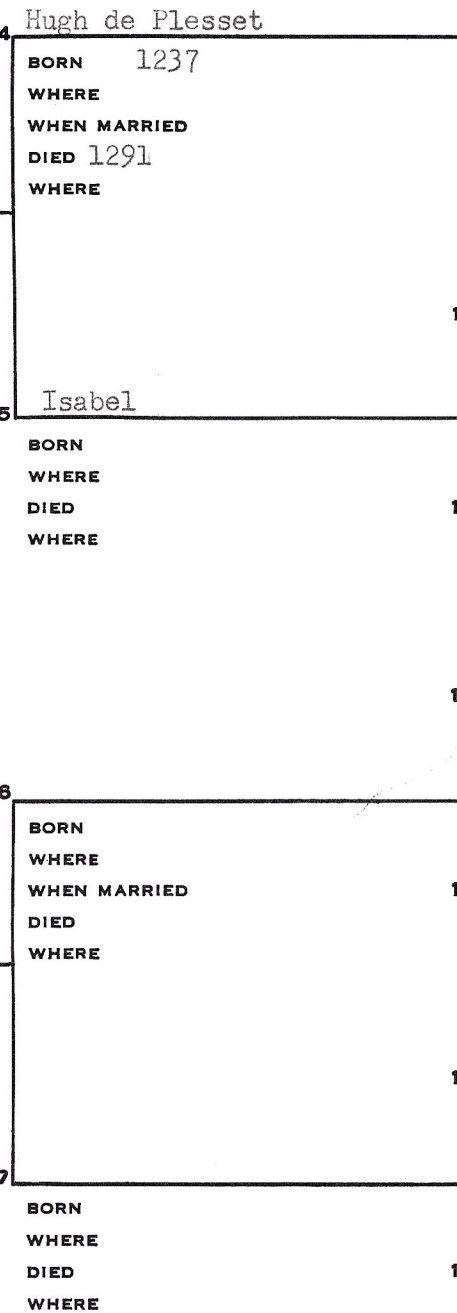 Hugh de Plesset
4
BORN 1237
WHERE
WHEN MARRIED
DIED 1291
WHERE
1
Isabel
5
BORN
WHERE
DIED
WHERE
1
1
6
BORN
WHERE
WHEN MARRIED
DIED
WHERE
1
1
7
BORN
WHERE
DIED
WHERE
1